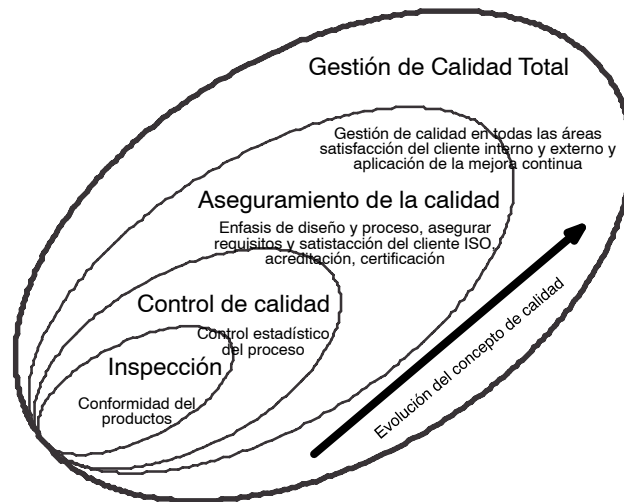 Gestión de Calidad Total
Gestión de calidad en todas las áreas
satisfacción del cliente interno y externo y
aplicación de la mejora continua
Aseguramiento de la calidad
Enfasis de diseño y proceso, asegurar
requisitos y satistacción del cliente ISO,
acreditación, certificación
Control de calidad
Control estadístico
del proceso
Inspección
Conformidad del
productos
Evolución del concepto de calidad